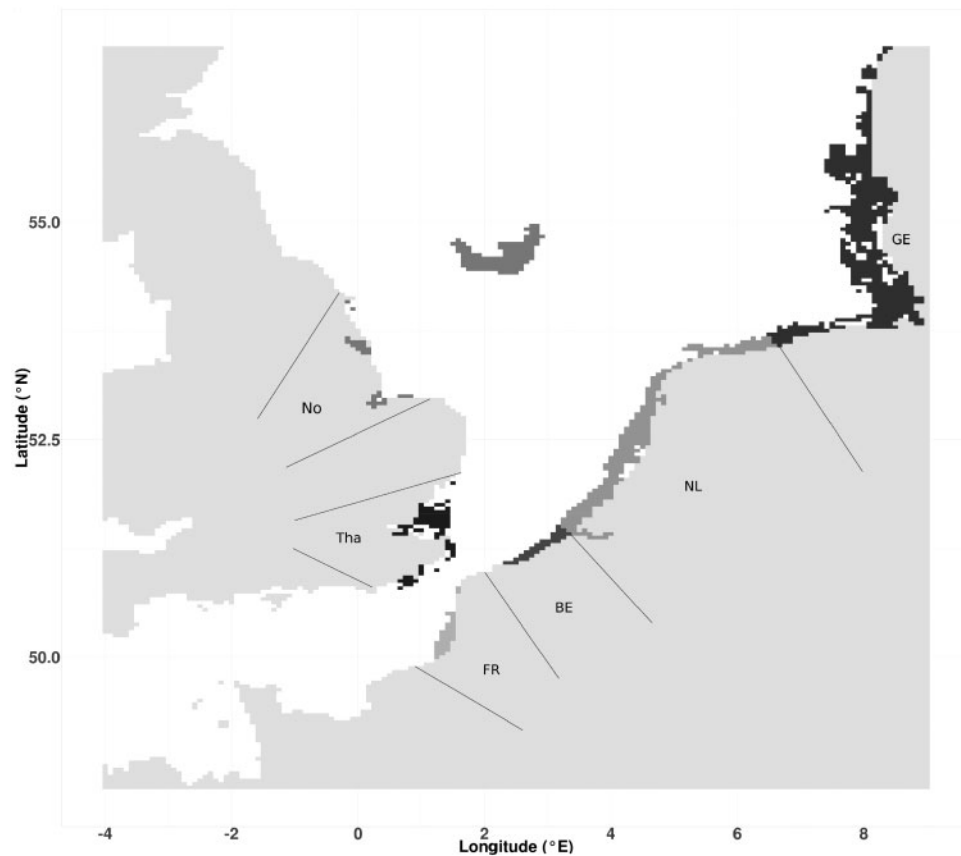 55.0
GE
No
Latitude (°N)
52.5
NL
Tha
BE
50.0
FR
-4 -2 0 2 4 6 8
Longitude (°E)